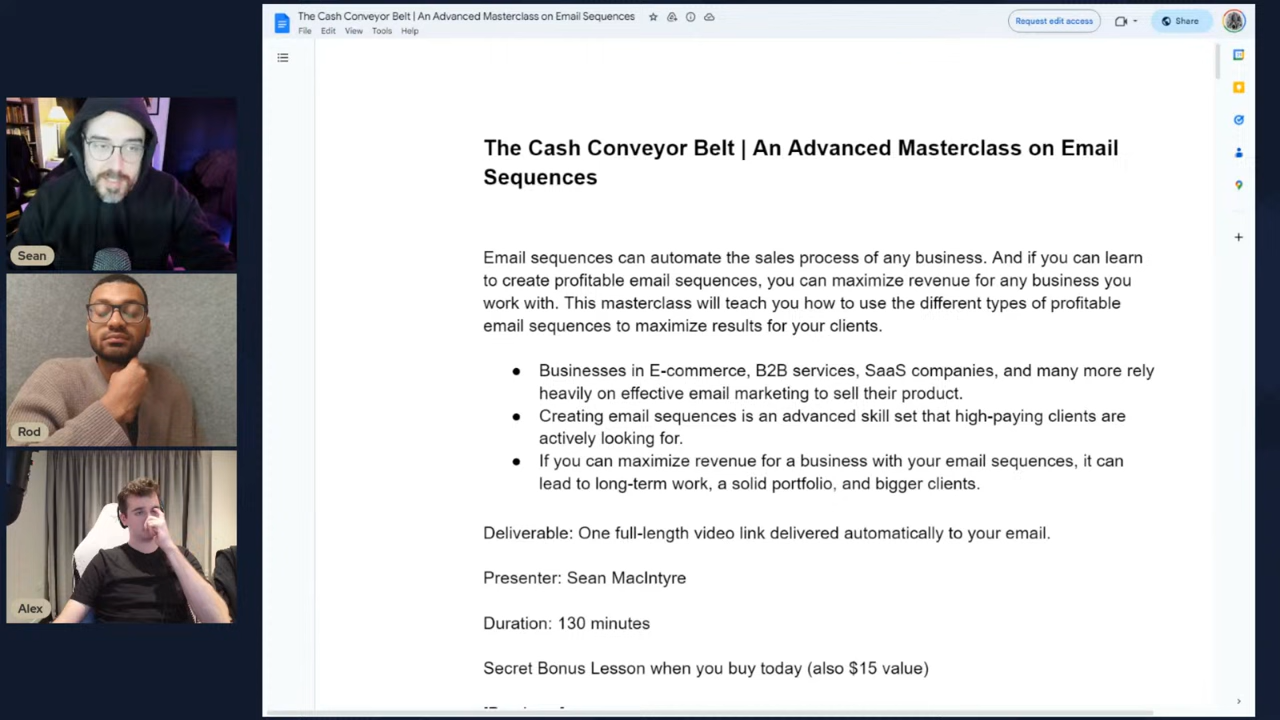 The Cash Conveyor Belt | An Advanced Masterclass on Email Sequences
File Edit View Tools Help
Request edit access
Share
The Cash Conveyor Belt | An Advanced Masterclass on Email
Sequences
Email sequences can automate the sales process of any business. And if you can learn
to create profitable email sequences, you can maximize revenue for any business you
work with. This masterclass will teach you how to use the different types of profitable
email sequences to maximize results for your clients.
● Businesses in E-commerce, B2B services, SaaS companies, and many more rely
heavily on effective email marketing to sell their product.
● Creating email sequences is an advanced skill set that high-paying clients are
actively looking for.
● If you can maximize revenue for a business with your email sequences, it can
lead to long-term work, a solid portfolio, and bigger clients.
Deliverable: One full-length video link delivered automatically to your email.
Presenter: Sean MacIntyre
Duration: 130 minutes
Secret Bonus Lesson when you buy today (also $15 value)
Sean
Rod
Alex